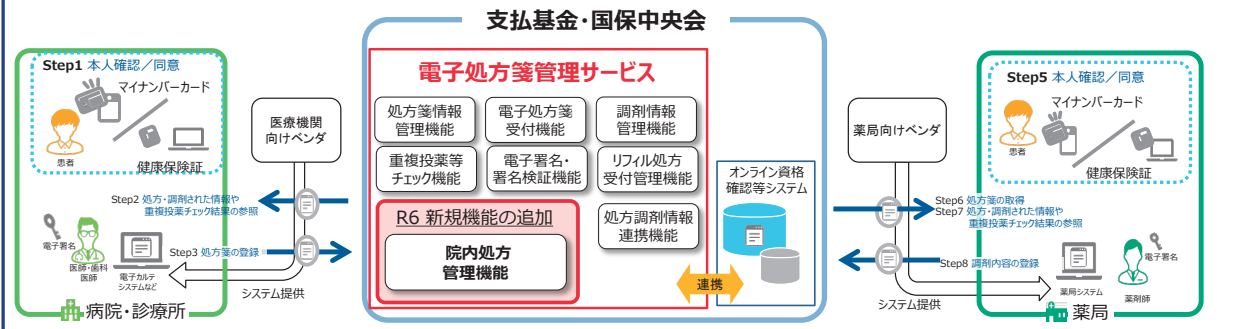 支払基金・国保中央会
Step1 本人確認／同意
マイナンバーカード
患者
健康保険証
医療機関
向けベンダ
Step2 処方・調剤された情報や
重複投薬チェック結果の参照
電子署名
医師・歯科
医師
Step3 処方箋の登録
電子カルテ
システムなど
システム提供
病院・診療所
電子処方箋管理サービス
処方箋情報
管理機能
電子処方箋
受付機能
調剤情報
管理機能
重複投薬等
チェック機能
電子署名・
署名検証機能
リフィル処方
受付管理機能
R6 新規機能の追加
院内処方
管理機能
処方調剤情報
連携機能
オンライン資格
確認等システム
連携
薬局向けベンダ
Step5 本人確認／同意
マイナンバーカード
患者
健康保険証
Step6 処方箋の取得
Step7 処方・調剤された情報や
重複投薬チェック結果の参照
Step8 調剤内容の登録
電子署名
薬局システム
薬剤師
システム提供
薬局